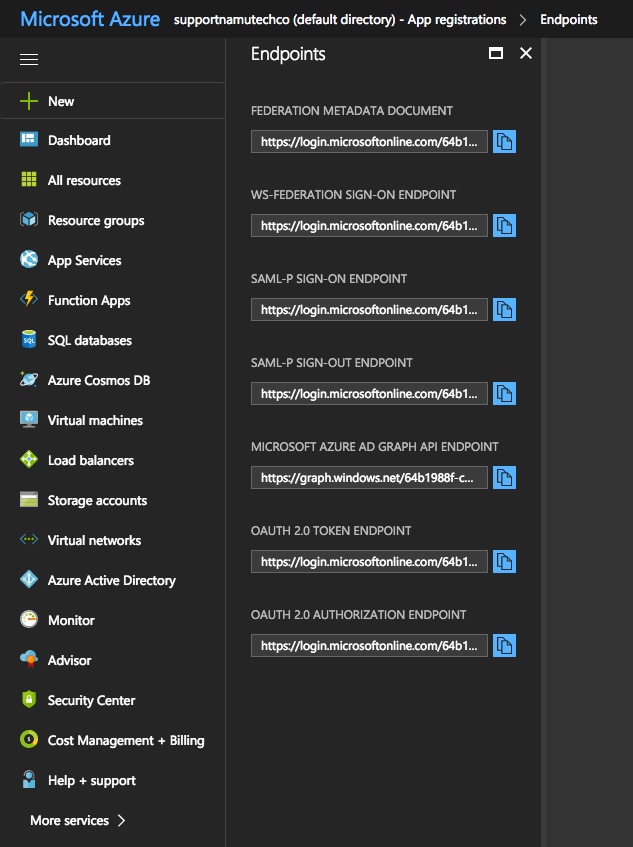 Microsoft Azure supportnamutechco (default directory) - App registrations > Endpoints
Endpoints
New
Dashboard
All resources
Resource groups
App Services
Function Apps
SQL databases
Azure Cosmos DB
Virtual machines
Load balancers
Storage accounts
Virtual networks
Azure Active Directory
Monitor
Advisor
Security Center
Cost Management + Billing
Help + support
More services >
FEDERATION METADATA DOCUMENT
https://login.microsoftonline.com/64b1...
WS-FEDERATION SIGN-ON ENDPOINT
https://login.microsoftonline.com/64b1...
SAML-P SIGN-ON ENDPOINT
https://login.microsoftonline.com/64b1...
SAML-P SIGN-OUT ENDPOINT
https://login.microsoftonline.com/64b1...
MICROSOFT AZURE AD GRAPH API ENDPOINT
https://graph.windows.net/64b1988f-c...
OAUTH 2.0 TOKEN ENDPOINT
https://login.microsoftonline.com/64b1...
OAUTH 2.0 AUTHORIZATION ENDPOINT
https://login.microsoftonline.com/64b1...